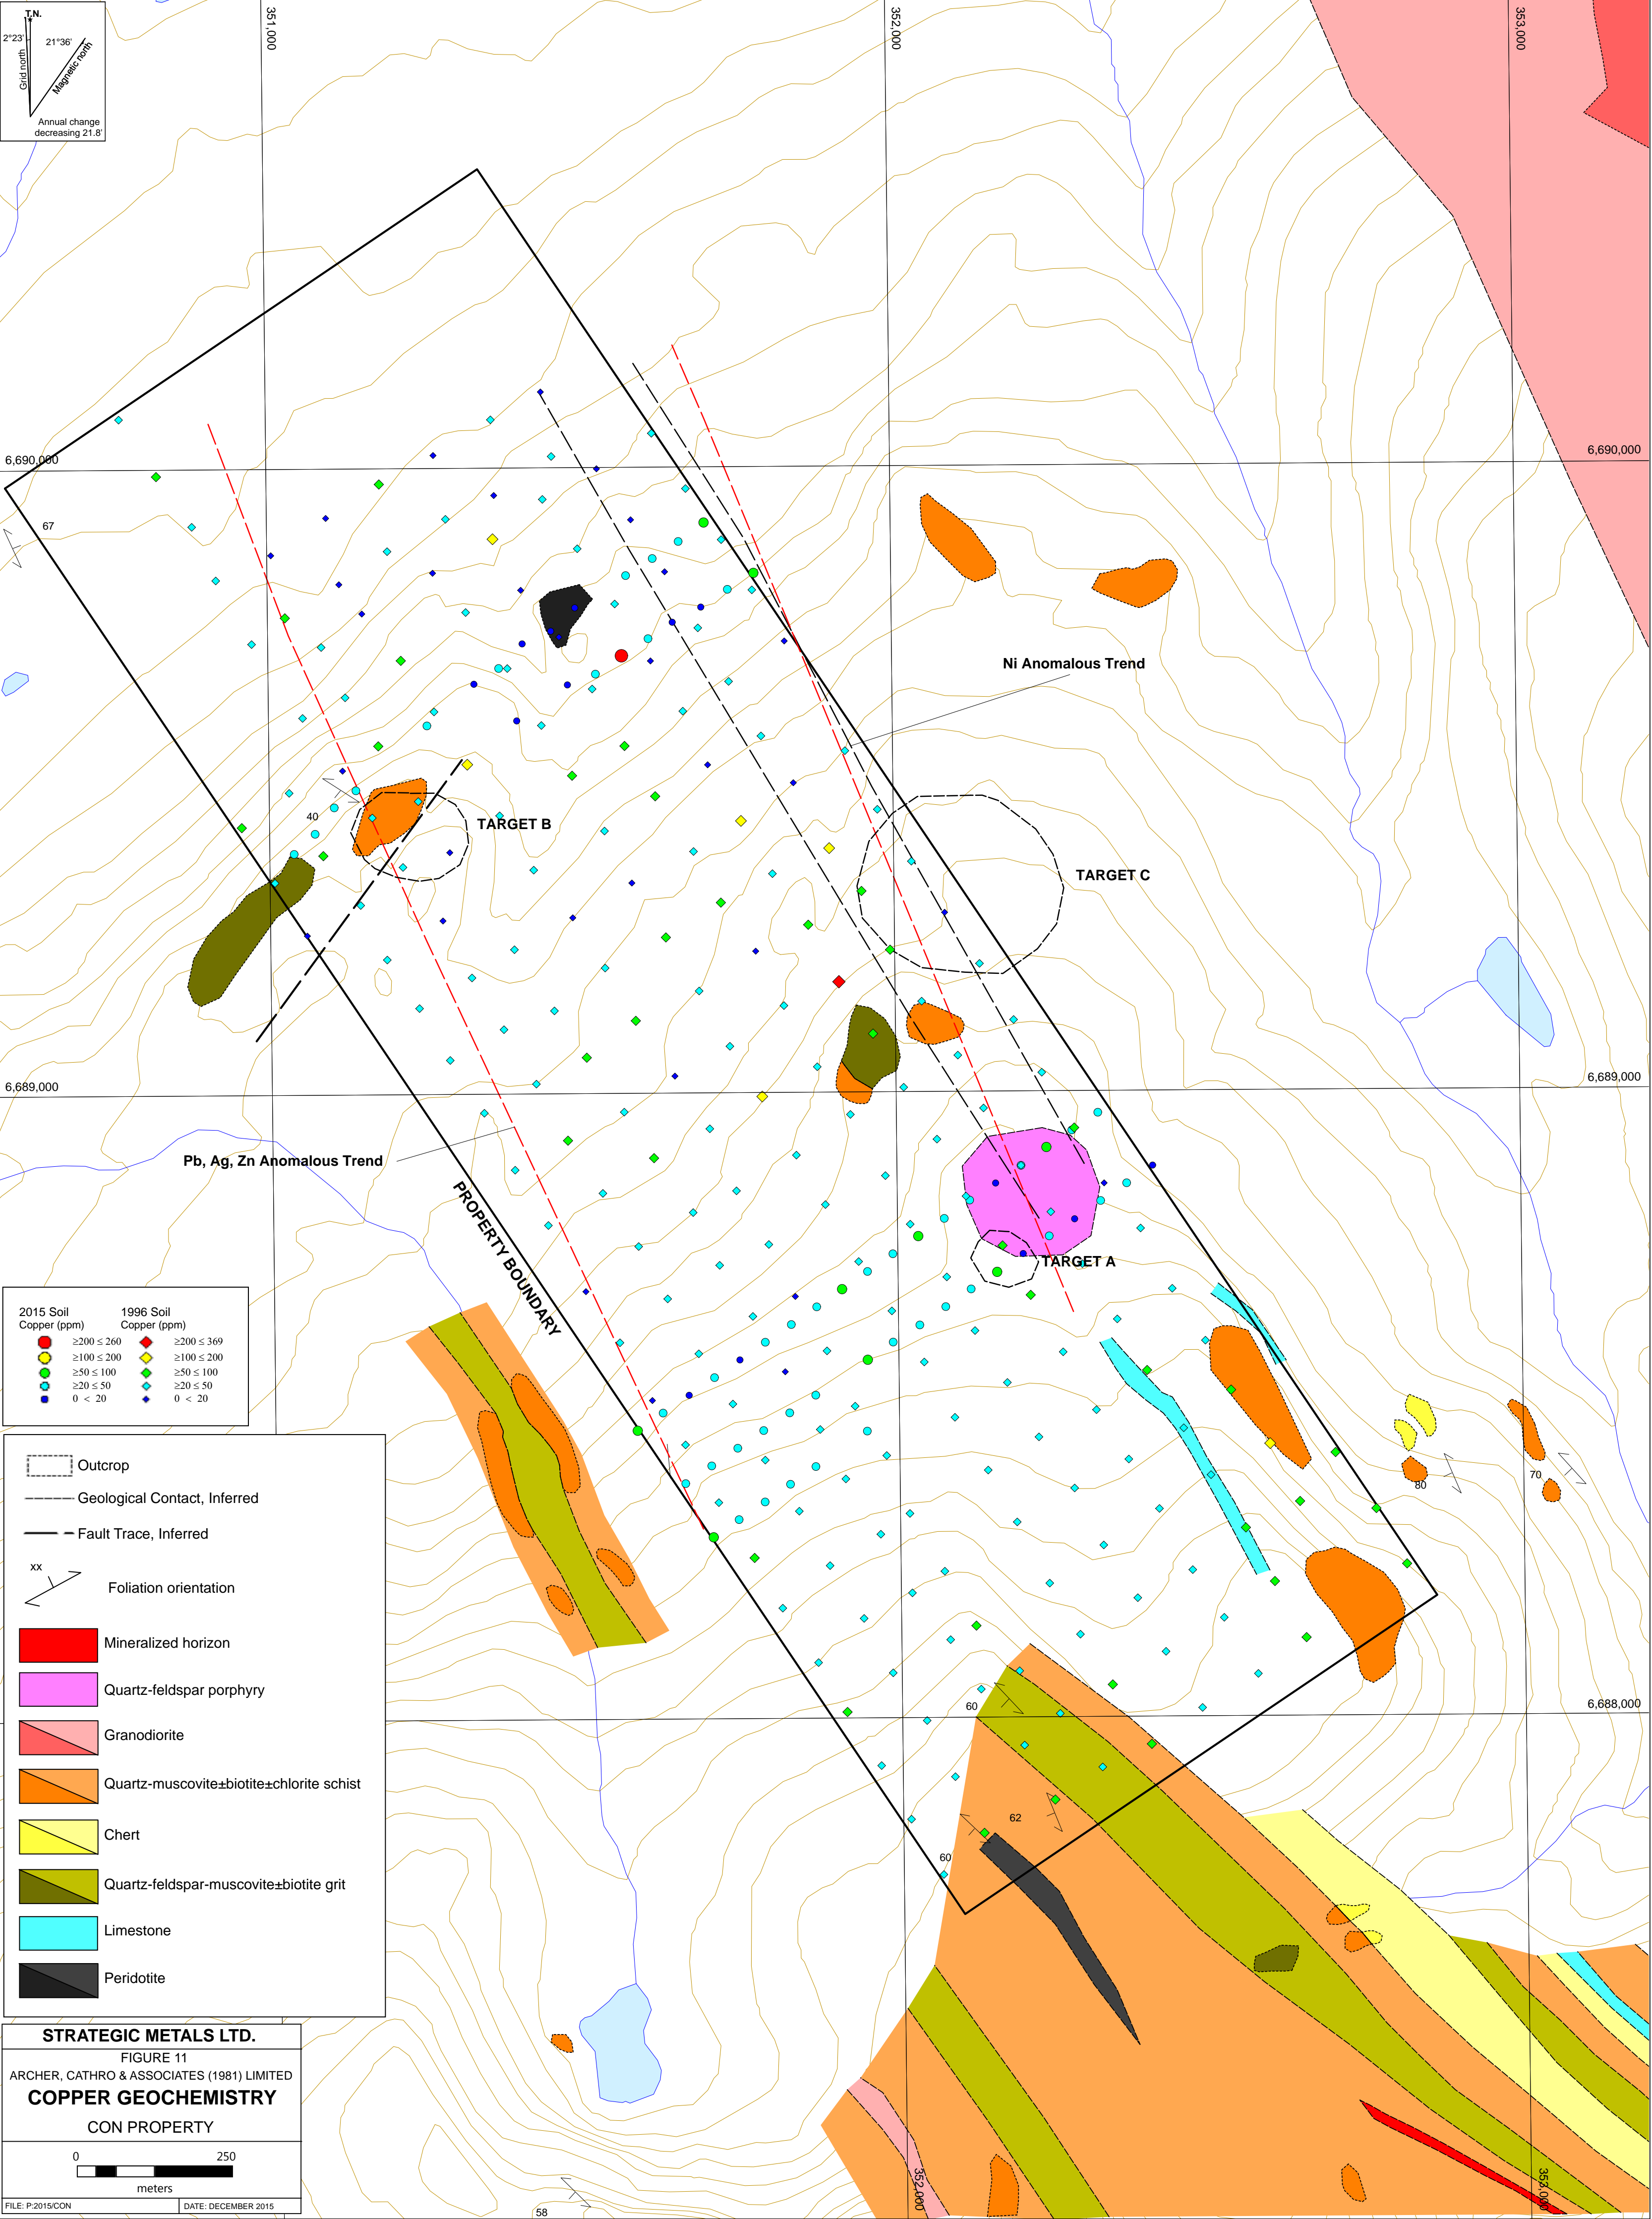 T.N.
2°23'
21°36'
Grid north
Magnetic north
Annual change
decreasing 21.8'
351,000
352,000
353,000
6,690,000
6,690,000
67
Ni Anomalous Trend
40
TARGET B
TARGET C
6,689,000
6,689,000
Pb, Ag, Zn Anomalous Trend
PROPERTY BOUNDARY
TARGET A
2015 Soil
Copper (ppm)
1996 Soil
Copper (ppm)
≥200 ≤ 260
≥200 ≤ 369
≥100 ≤ 200
≥100 ≤ 200
≥50 ≤ 100
≥50 ≤ 100
≥20 ≤ 50
≥20 ≤ 50
0 < 20
0 < 20
80
70
Outcrop
Geological Contact, Inferred
Fault Trace, Inferred
xx
Foliation orientation
Mineralized horizon
Quartz-feldspar porphyry
Granodiorite
Quartz-muscovite±biotite±chlorite schist
Chert
Quartz-feldspar-muscovite±biotite grit
Limestone
Peridotite
60
6,688,000
62
60
STRATEGIC METALS LTD.
FIGURE 11
ARCHER, CATHRO & ASSOCIATES (1981) LIMITED
COPPER GEOCHEMISTRY
CON PROPERTY
0 250
meters
FILE: P:2015/CON
DATE: DECEMBER 2015
58
352,000
353,000